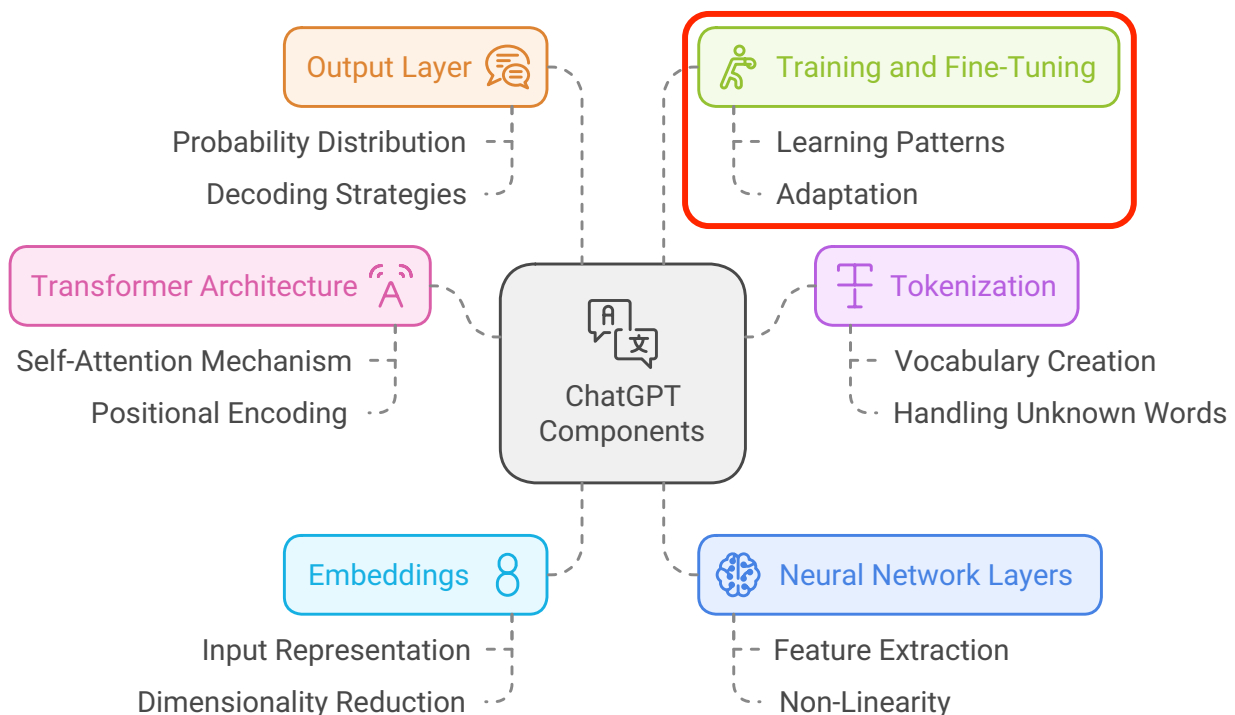 Output Layer
Probability Distribution
Decoding Strategies
Training and Fine-Tuning
Learning Patterns
Adaptation
Transformer Architecture
A
Self-Attention Mechanism
Positional Encoding
A
文
ChatGPT
Components
Tokenization
Vocabulary Creation
Handling Unknown Words
Embeddings
Input Representation
Dimensionality Reduction
Neural Network Layers
Feature Extraction
Non-Linearity